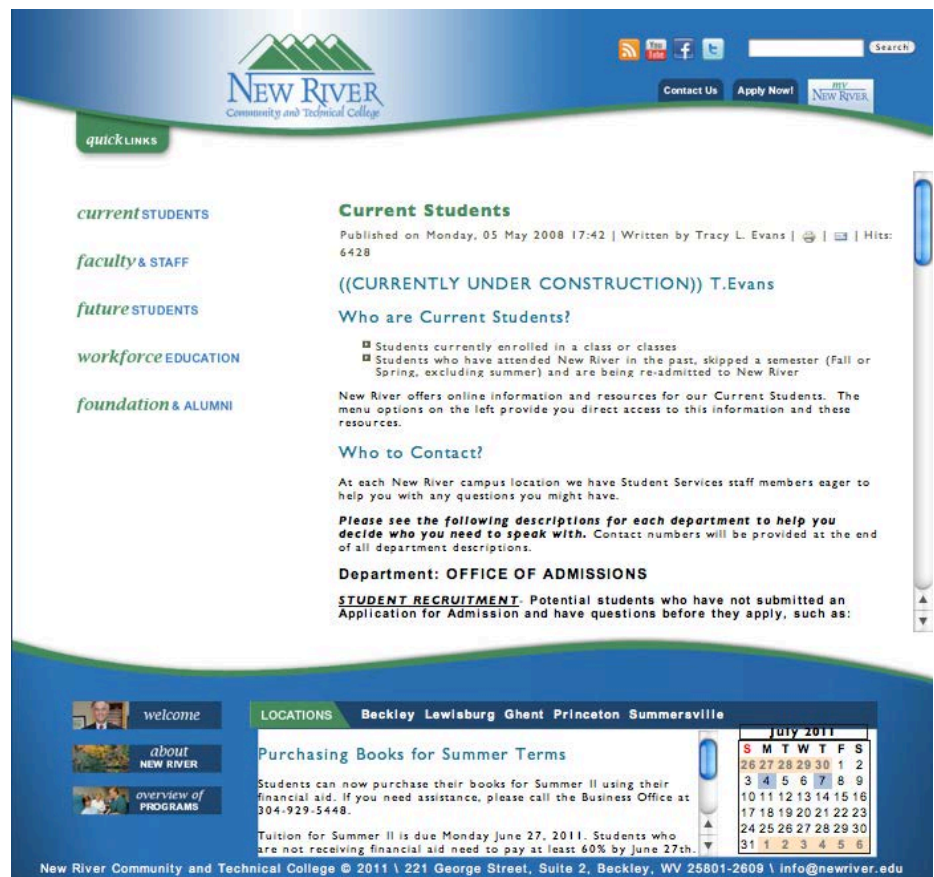 NEW RIVER
Community and Technical College
You
Tube
Search
Contact Us
Apply Now!
my
NEW RIVER
quick LINKS
current STUDENTS
faculty & STAFF
future STUDENTS
workforce EDUCATION
foundation & ALUMNI
Current Students
Published on Monday, 05 May 2008 17:42 | Written by Tracy L. Evans | | | Hits:
6428
((CURRENTLY UNDER CONSTRUCTION)) T.Evans
Who are Current Students?
Students currently enrolled in a class or classes
Students who have attended New River in the past, skipped a semester (Fall or
Spring, excluding summer) and are being re-admitted to New River
New River offers online information and resources for our Current Students. The
menu options on the left provide you direct access to this information and these
resources.
Who to Contact?
At each New River campus location we have Student Services staff members eager to
help you with any questions you might have.
Please see the following descriptions for each department to help you
decide who you need to speak with. Contact numbers will be provided at the end
of all department descriptions.
Department: OFFICE OF ADMISSIONS
STUDENT RECRUITMENT- Potential students who have not submitted an
Application for Admission and have questions before they apply, such as:
welcome
about
NEW RIVER
overview of
PROGRAMS
LOCATIONS Beckley Lewisburg Ghent Princeton Summersville
Purchasing Books for Summer Terms
Students can now purchase their books for Summer II using their
financial aid. If you need assistance, please call the Business Office at
304-929-5448.
Tuition for Summer II is due Monday June 27, 2011. Students who
are not receiving financial aid need to pay at least 60% by June 27th.
July 2011
S M T W T F S
26 27 28 29 30 1 2
3 4 5 6 7 8 9
10 11 12 13 14 15 16
17 18 19 20 21 22 23
24 25 26 27 28 29 30
31 1 2 3 4 5 6
New River Community and Technical College © 2011 \ 221 George Street, Suite 2, Beckley, WV 25801-2609 \ info@newriver.edu